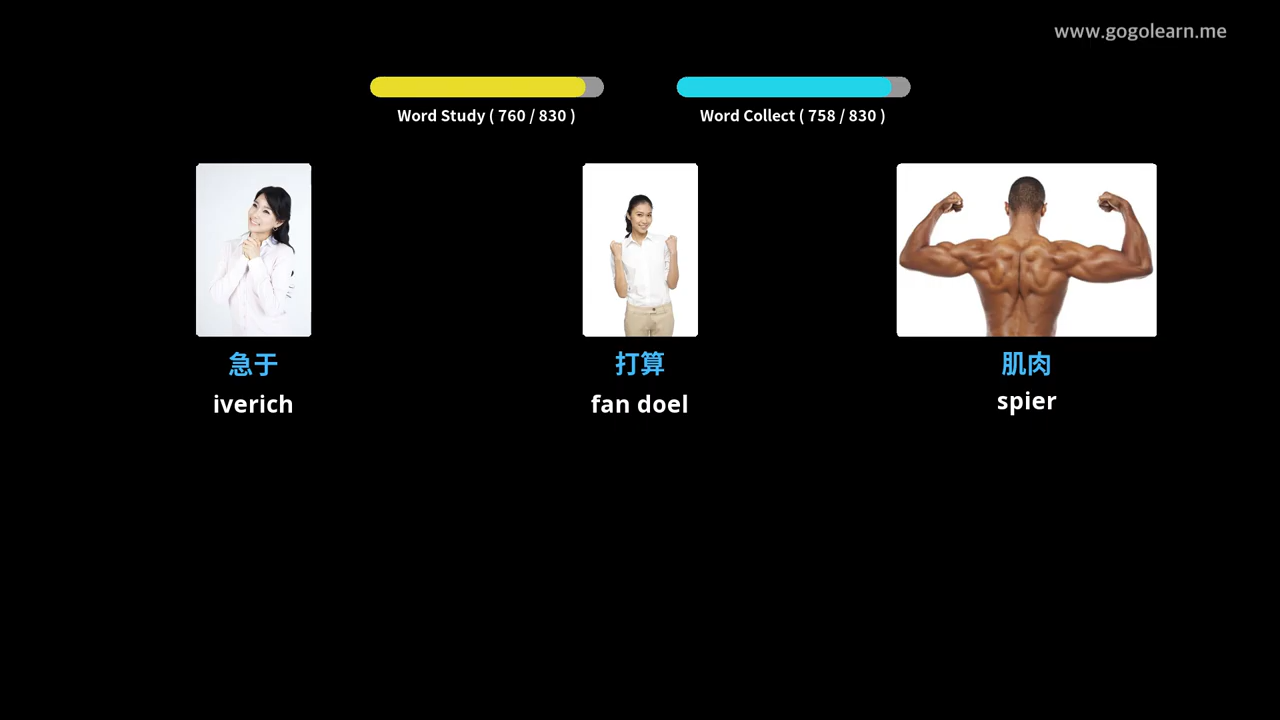 www.gogolearn.me
Word Study ( 760 / 830 )
Word Collect ( 758 / 830 )
急于
打算
肌肉
iverich
fan doel
spier